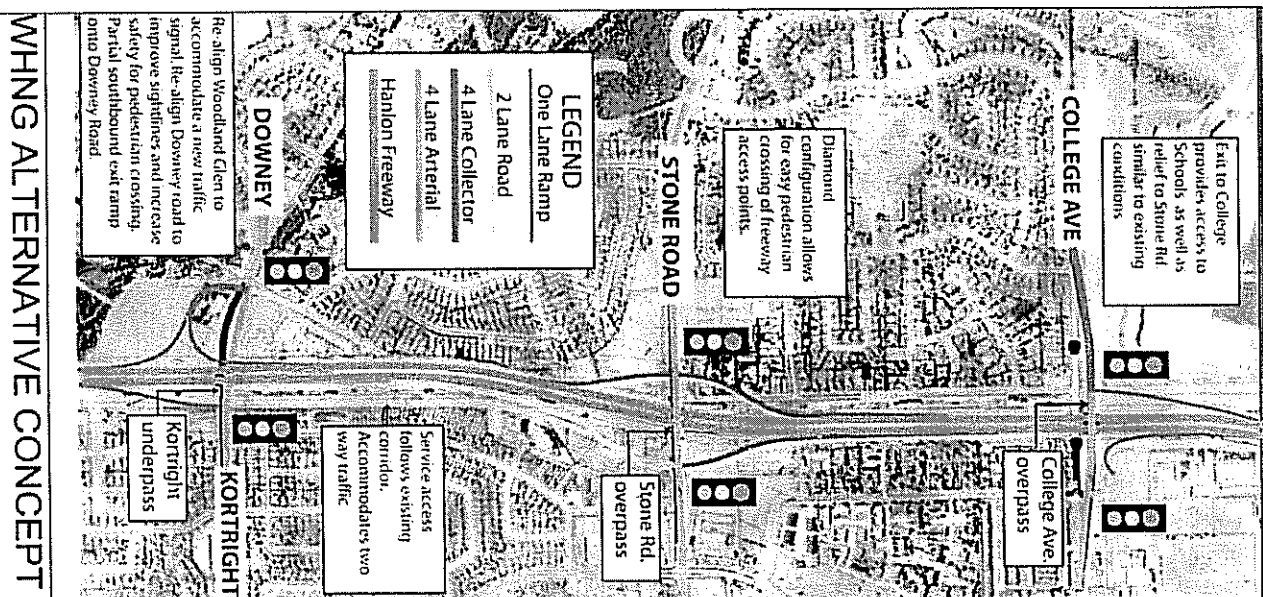 Exit to College
provides access to
Schools as well as
relief to Stone Rd.
similar to existing
conditions
COLLEGE AVE
College Ave.
overpass
Diamond
configuration allows
for easy pedestrian
crossing of freeway
access points.
STONE ROAD
Stone Rd.
overpass
LEGEND
One Lane Ramp
2 Lane Road
4 Lane Collector
4 Lane Arterial
Hanlon Freeway
Service access
follows existing
corridor.
Accommodates two
way traffic
DOWNEY
KORTRIGHT
Kortright
underpass
Re-align Woodland Glen to
accommodate a new traffic
signal. Re-align Downey road to
improve sightlines and increase
safety for pedestrian crossing.
Partial southbound exit ramp
onto Downey Road
WHNG ALTERNATIVE CONCEPT